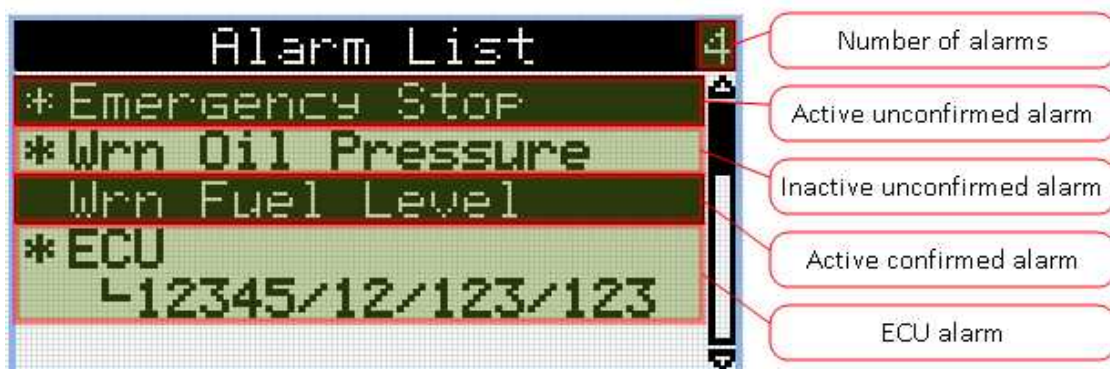 Alarm List 4
* Emergency Stop
* Wrn Oil Pressure
Wrn Fuel Level
* ECU
└12345/12/123/123
Number of alarms
Active unconfirmed alarm
Inactive unconfirmed alarm
Active confirmed alarm
ECU alarm